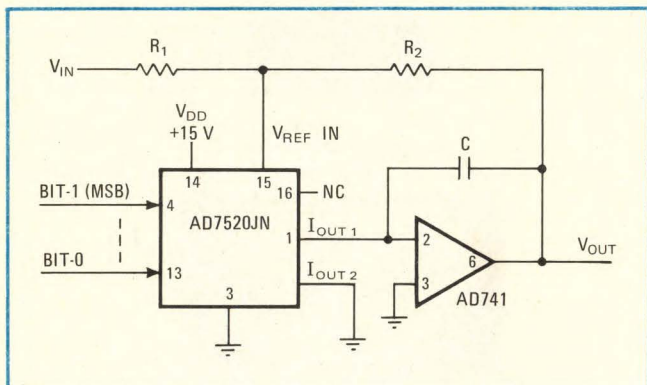 R1
R2
VIN
VDD
+15 V
VREF IN
C
14
15
16
NC
BIT-1 (MSB)
4
AD7520JN
1
IOUT 1
2
6
VOUT
BIT-0
13
IOUT 2
3
3
AD741